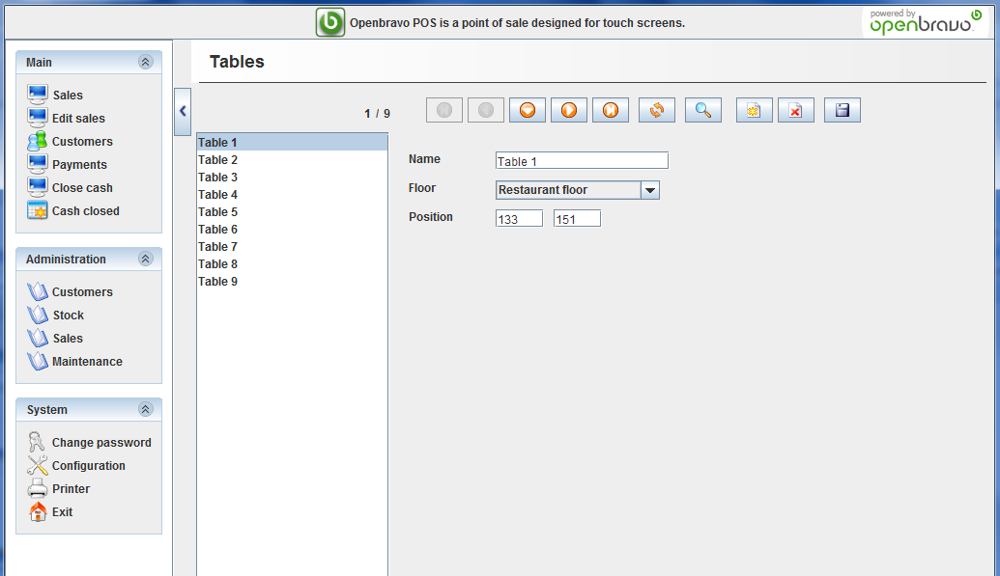 Openbravo POS is a point of sale designed for touch screens.
powered by
openbravo
Main
Sales
Edit sales
Customers
Payments
Close cash
Cash closed
Administration
Customers
Stock
Sales
Maintenance
System
Change password
Configuration
Printer
Exit
Tables
1 / 9
Table 1
Table 2
Table 3
Table 4
Table 5
Table 6
Table 7
Table 8
Table 9
Name Table 1
Floor Restaurant floor
Position 133 151